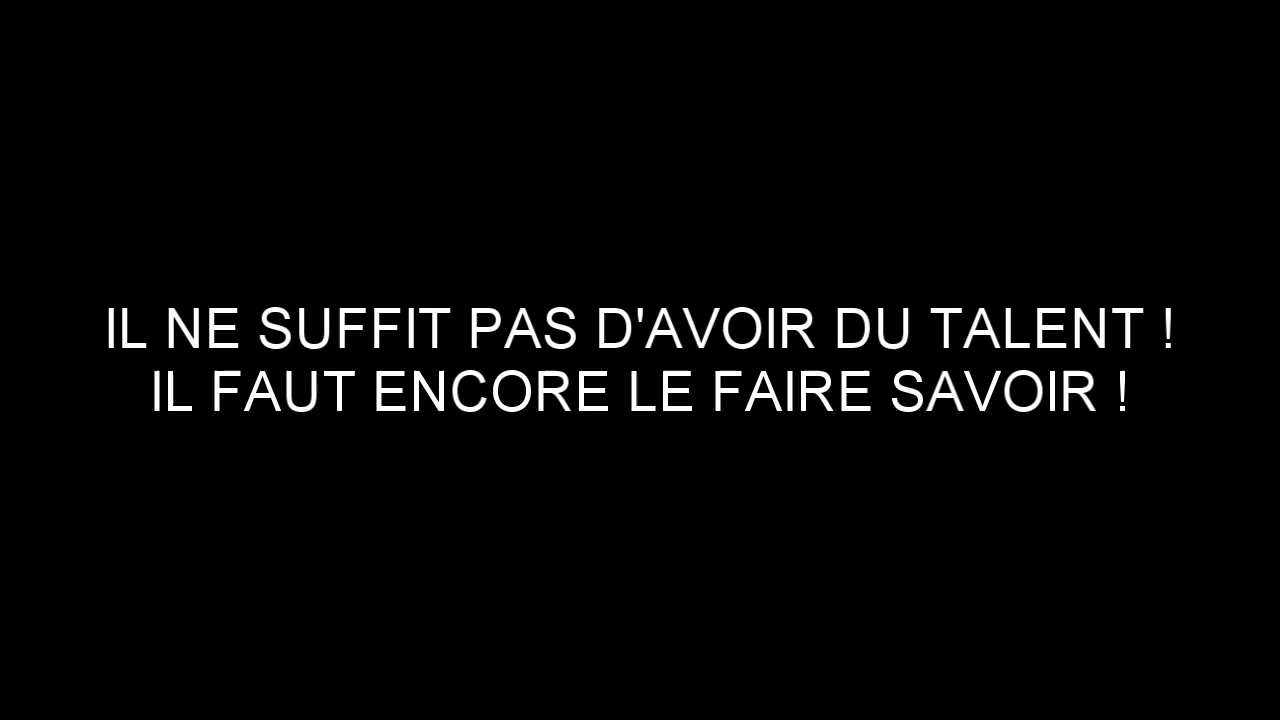 IL NE SUFFIT PAS D'AVOIR DU TALENT !
IL FAUT ENCORE LE FAIRE SAVOIR !